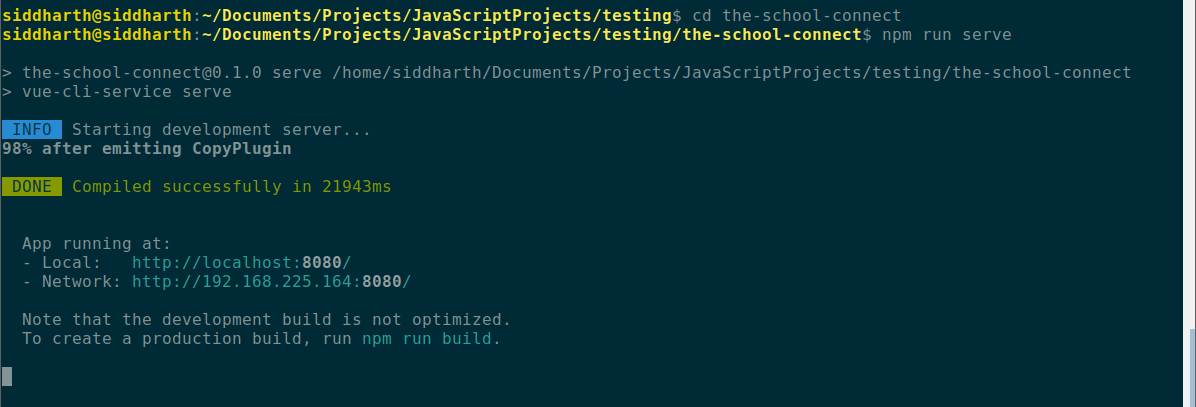 siddharth@siddharth:~/Documents/Projects/JavaScriptProjects/testing$ cd the-school-connect
siddharth@siddharth:~/Documents/Projects/JavaScriptProjects/testing/the-school-connect$ npm run serve
> the-school-connect@0.1.0 serve /home/siddharth/Documents/Projects/JavaScriptProjects/testing/the-school-connect
> vue-cli-service serve
INFO Starting development server...
98% after emitting CopyPlugin
DONE Compiled successfully in 21943ms
App running at:
- Local: http://localhost:8080/
- Network: http://192.168.225.164:8080/
Note that the development build is not optimized.
To create a production build, run npm run build.